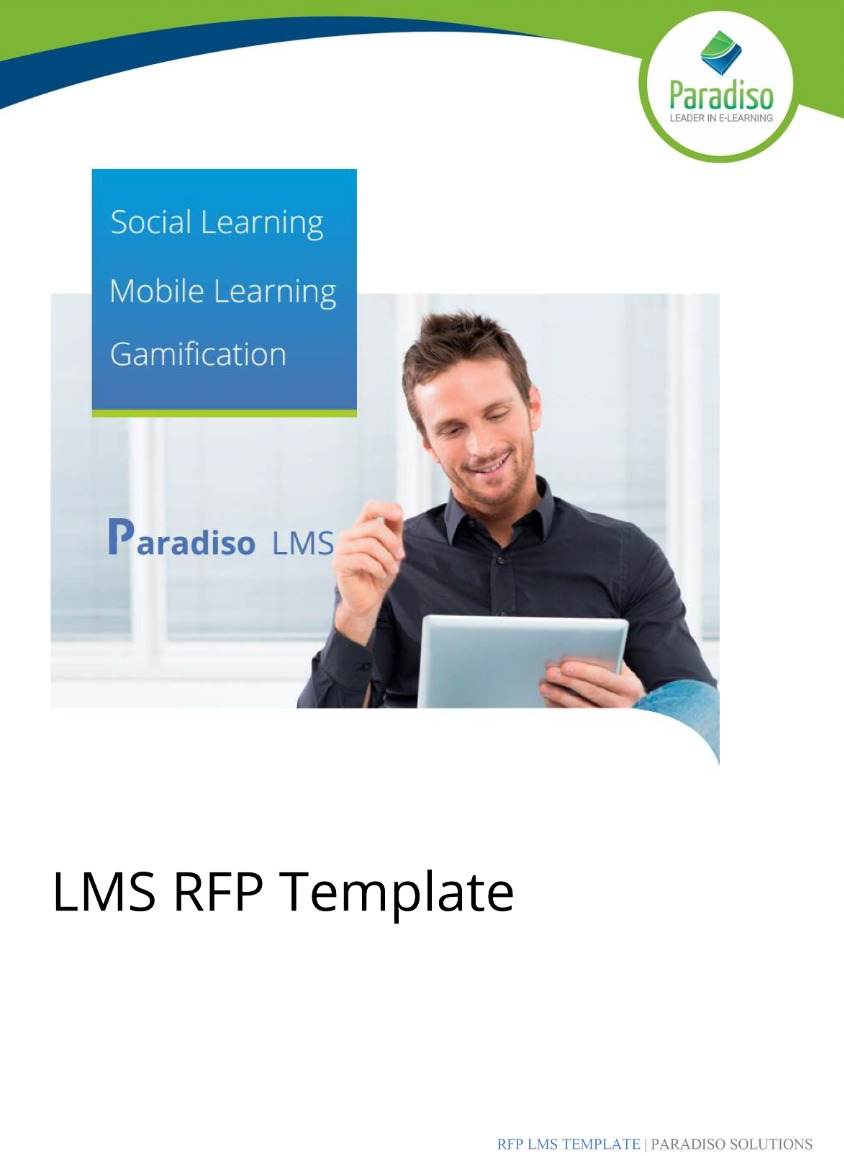 Paradiso
LEADER IN E-LEARNING
Social Learning
Mobile Learning
Gamification
Paradiso LMS
LMS RFP Template
RFP LMS TEMPLATE | PARADISO SOLUTIONS